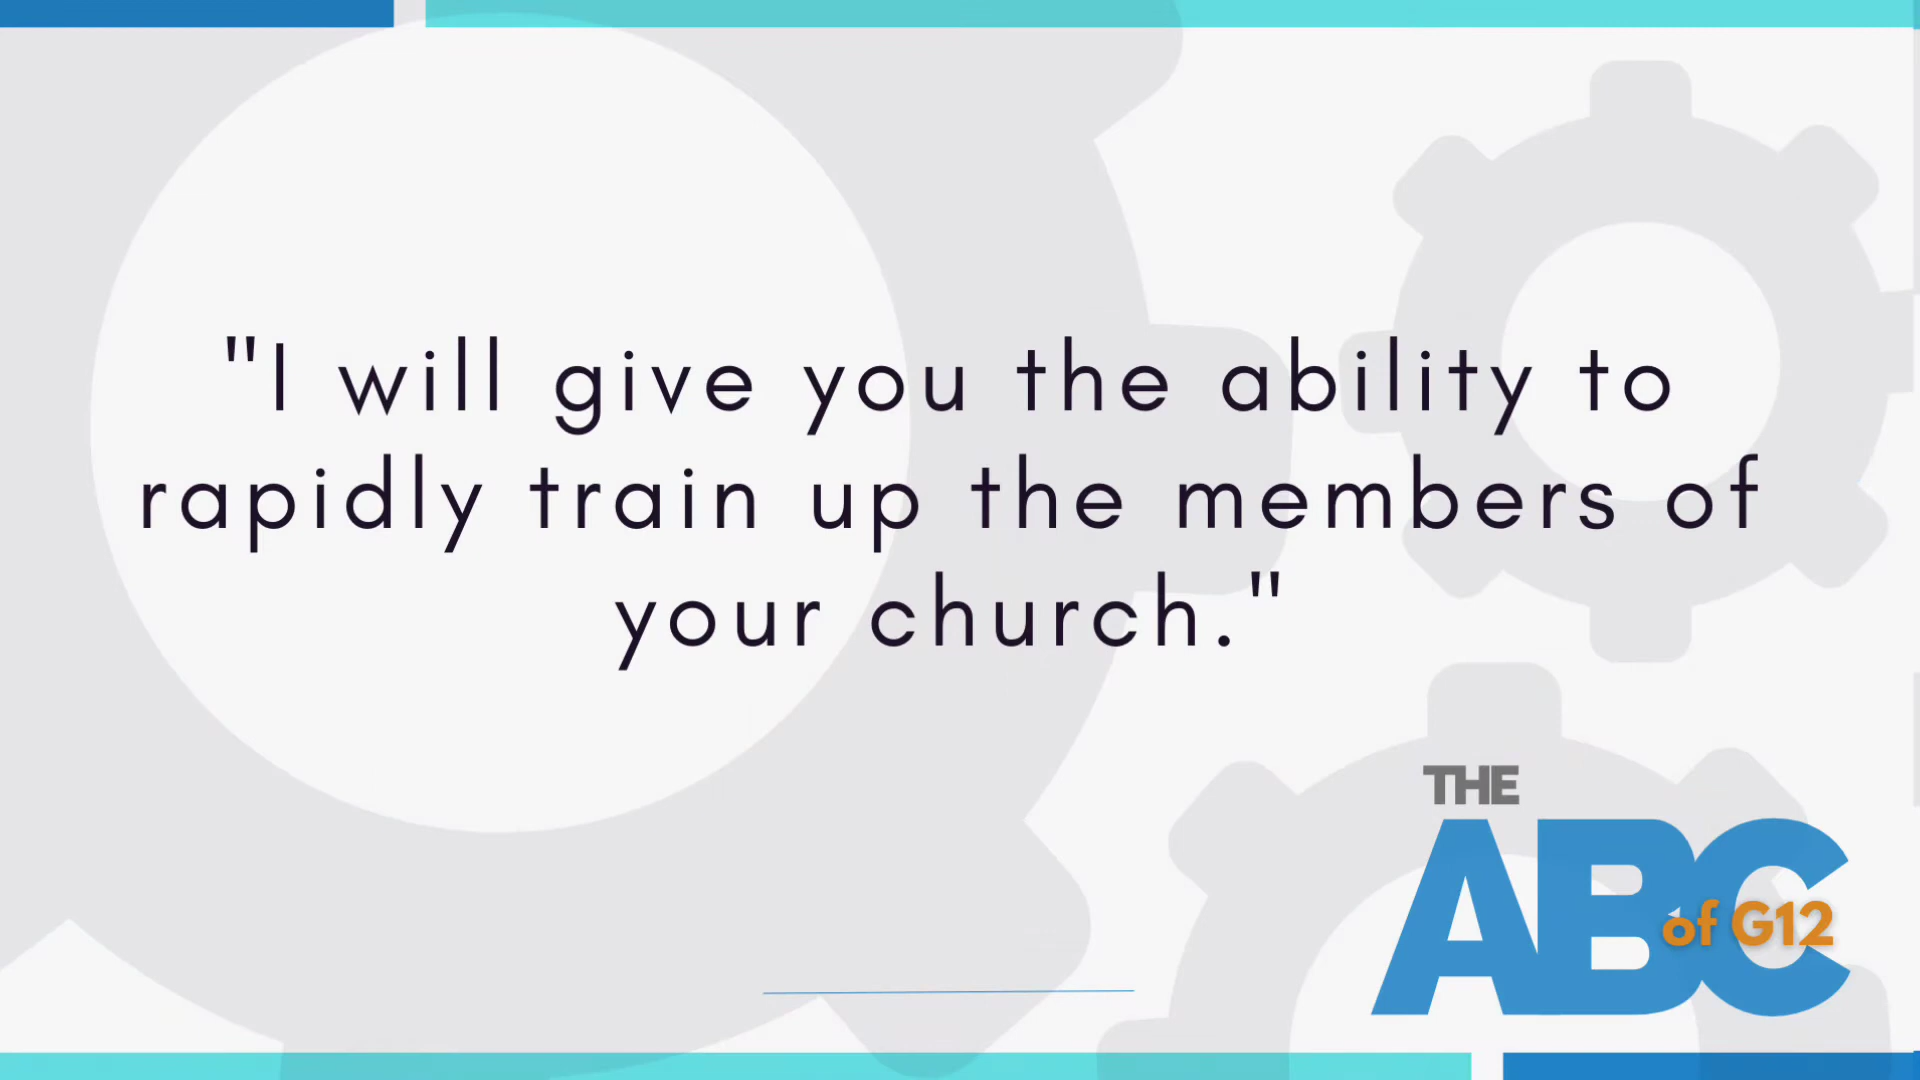 "I will give you the ability to
rapidly train up the members of
your church."
THE
ABC
of G12